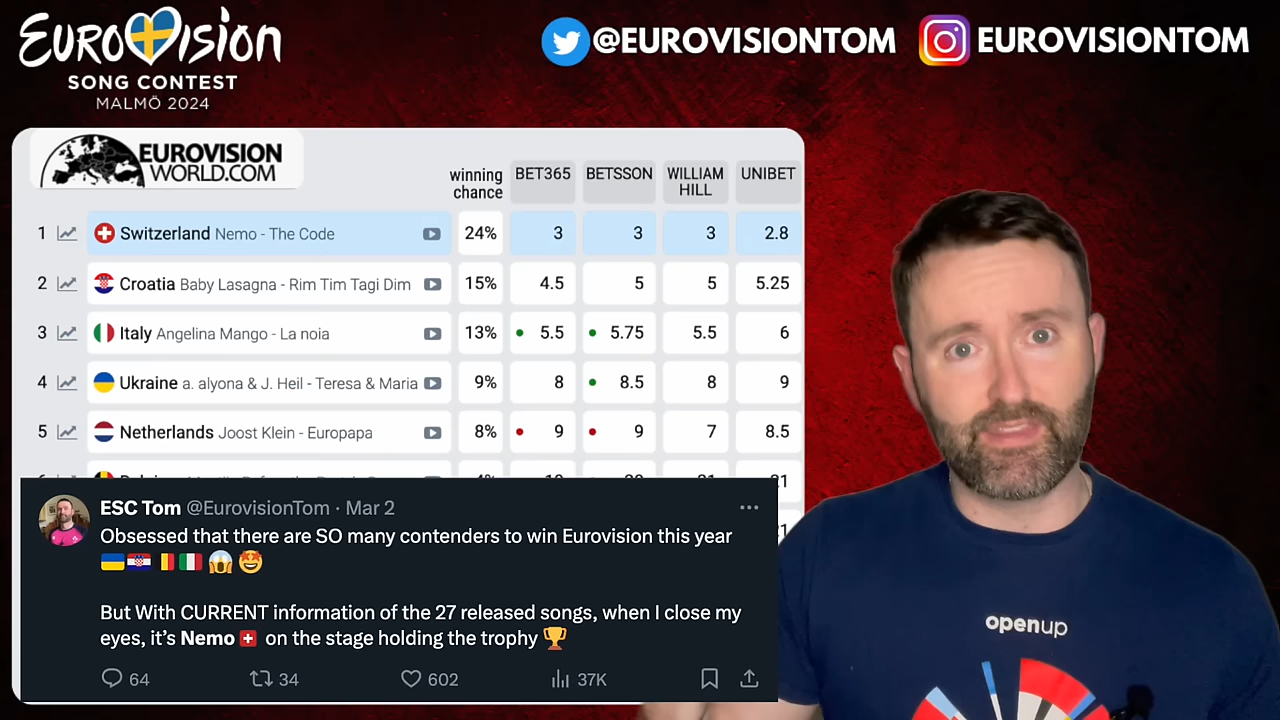 EUROVISION
SONG CONTEST
MALMÖ 2024
@EUROVISIONTOM
EUROVISIONTOM
EUROVISION
WORLD.COM
winning chance BET365 BETSSON WILLIAM HILL UNIBET
1 Switzerland Nemo - The Code 24% 3 3 3 2.8
2 Croatia Baby Lasagna - Rim Tim Tagi Dim 15% 4.5 5 5 5.25
3 Italy Angelina Mango - La noia 13% 5.5 5.75 5.5 6
4 Ukraine a. alyona & J. Heil - Teresa & Maria 9% 8 8.5 8 9
5 Netherlands Joost Klein - Europapa 8% 9 9 7 8.5
ESC Tom @EurovisionTom · Mar 2
Obsessed that there are SO many contenders to win Eurovision this year
🇺🇦🇭🇷🇧🇪🇮🇹😱🤩
But With CURRENT information of the 27 released songs, when I close my
eyes, it's Nemo 🇨🇭 on the stage holding the trophy 🏆
64 34 602 37K
openup